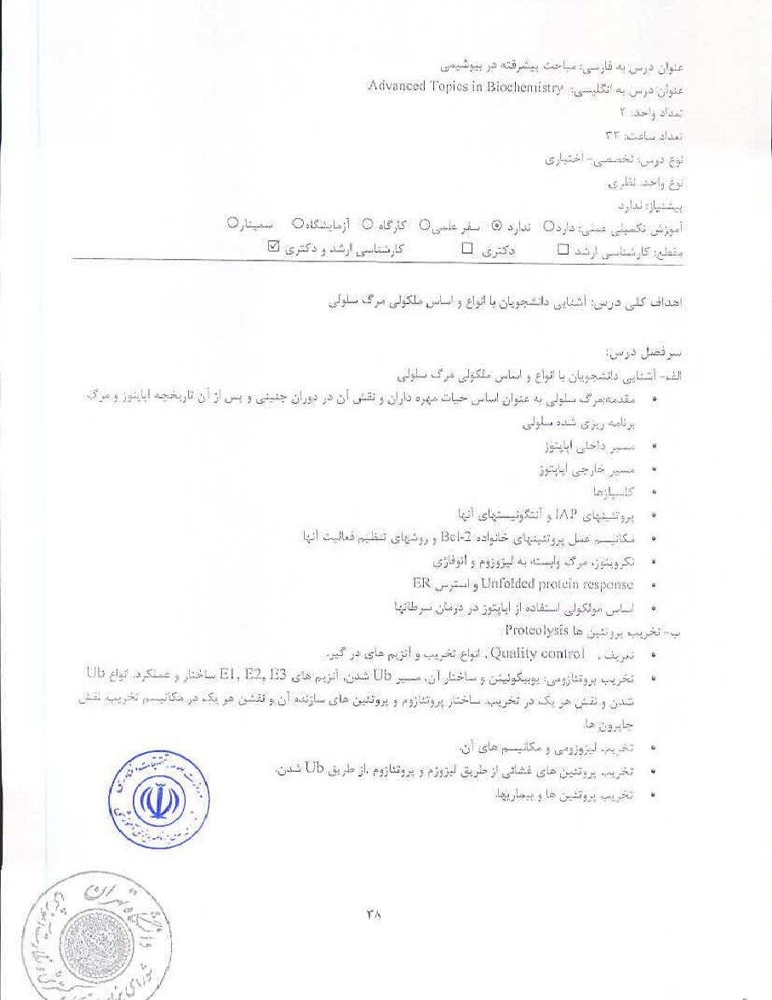 عنوان درس به فارسی: مباحث پیشرفته در بیوشیمی
عنوان درس به انگلیسی: Advanced Topics in Biochemistry
تعداد واحد: ۲
تعداد ساعت: ۳۲
نوع درس: تخصصی- اختیاری
نوع واحد: نظری
پیشنیاز: ندارد
آموزش تکمیلی عملی: دارد○ ندارد ◉ سفر علمی○ کارگاه ○ آزمایشگاه○ سمینار○
مقطع: کارشناسی ارشد □ دکتری □ کارشناسی ارشد و دکتری ☑
اهداف کلی درس: آشنایی دانشجویان با انواع و اساس ملکولی مرگ سلولی
سرفصل درس:
الف- آشنایی دانشجویان با انواع و اساس ملکولی مرگ سلولی
• مقدمه:مرگ سلولی به عنوان اساس حیات مهره داران و نقش آن در دوران جنینی و پس از آن تاریخچه اپاپتوز و مرگ
برنامه ریزی شده سلولی
• مسیر داخلی اپاپتوز
• مسیر خارجی اپاپتوز
• کاسپازها
• پروتئینهای IAP و آنتگونیستهای آنها
• مکانیسم عمل پروتئینهای خانواده Bcl-2 و روشهای تنظیم فعالیت آنها
• نکروپتوز، مرگ وابسته به لیزوزوم و اتوفاژی
• Unfolded protein response و استرس ER
• اساس مولکولی استفاده از اپاپتوز در درمان سرطانها
ب- تخریب پروتئین ها Proteolysis
• تعریف ، Quality control ، انواع تخریب و آنزیم های در گیر.
• تخریب پروتئازومی: یوبیکوئیتن و ساختار آن، مسیر Ub شدن، آنزیم های E1, E2, E3 ساختار و عملکرد، انواع Ub
شدن و نقش هر یک در تخریب، ساختار پروتئازوم و پروتئین های سازنده آن و نقشن هر یک در مکانیسم تخریب، نقش
چاپرون ها.
• تخریب لیزوزومی و مکانیسم های آن.
• تخریب پروتئین های غشائی از طریق لیزوزم و پروتئازوم ،از طریق Ub شدن.
• تخریب پروتئین ها و بیماریها.
دانشگاه تهران
۳۸